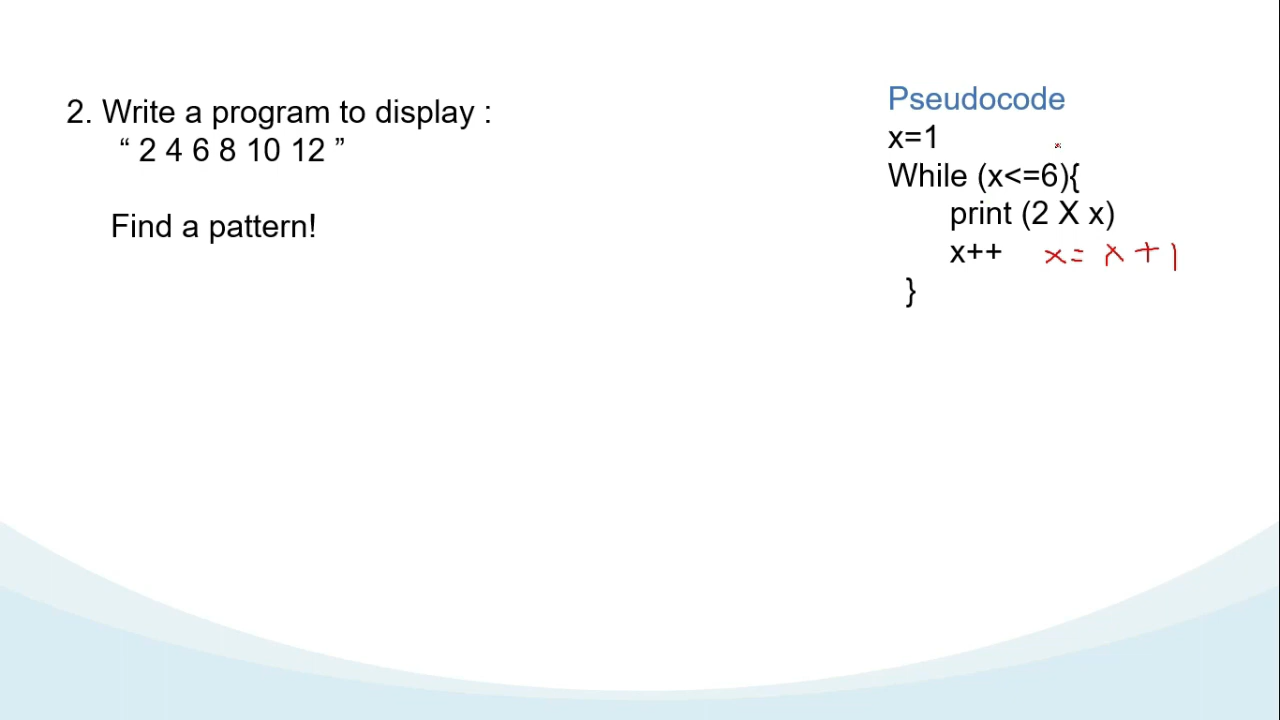 2. Write a program to display :
“ 2 4 6 8 10 12 ”
Find a pattern!
Pseudocode
x=1
While (x<=6){
print (2 X x)
x++ x= x+1
}